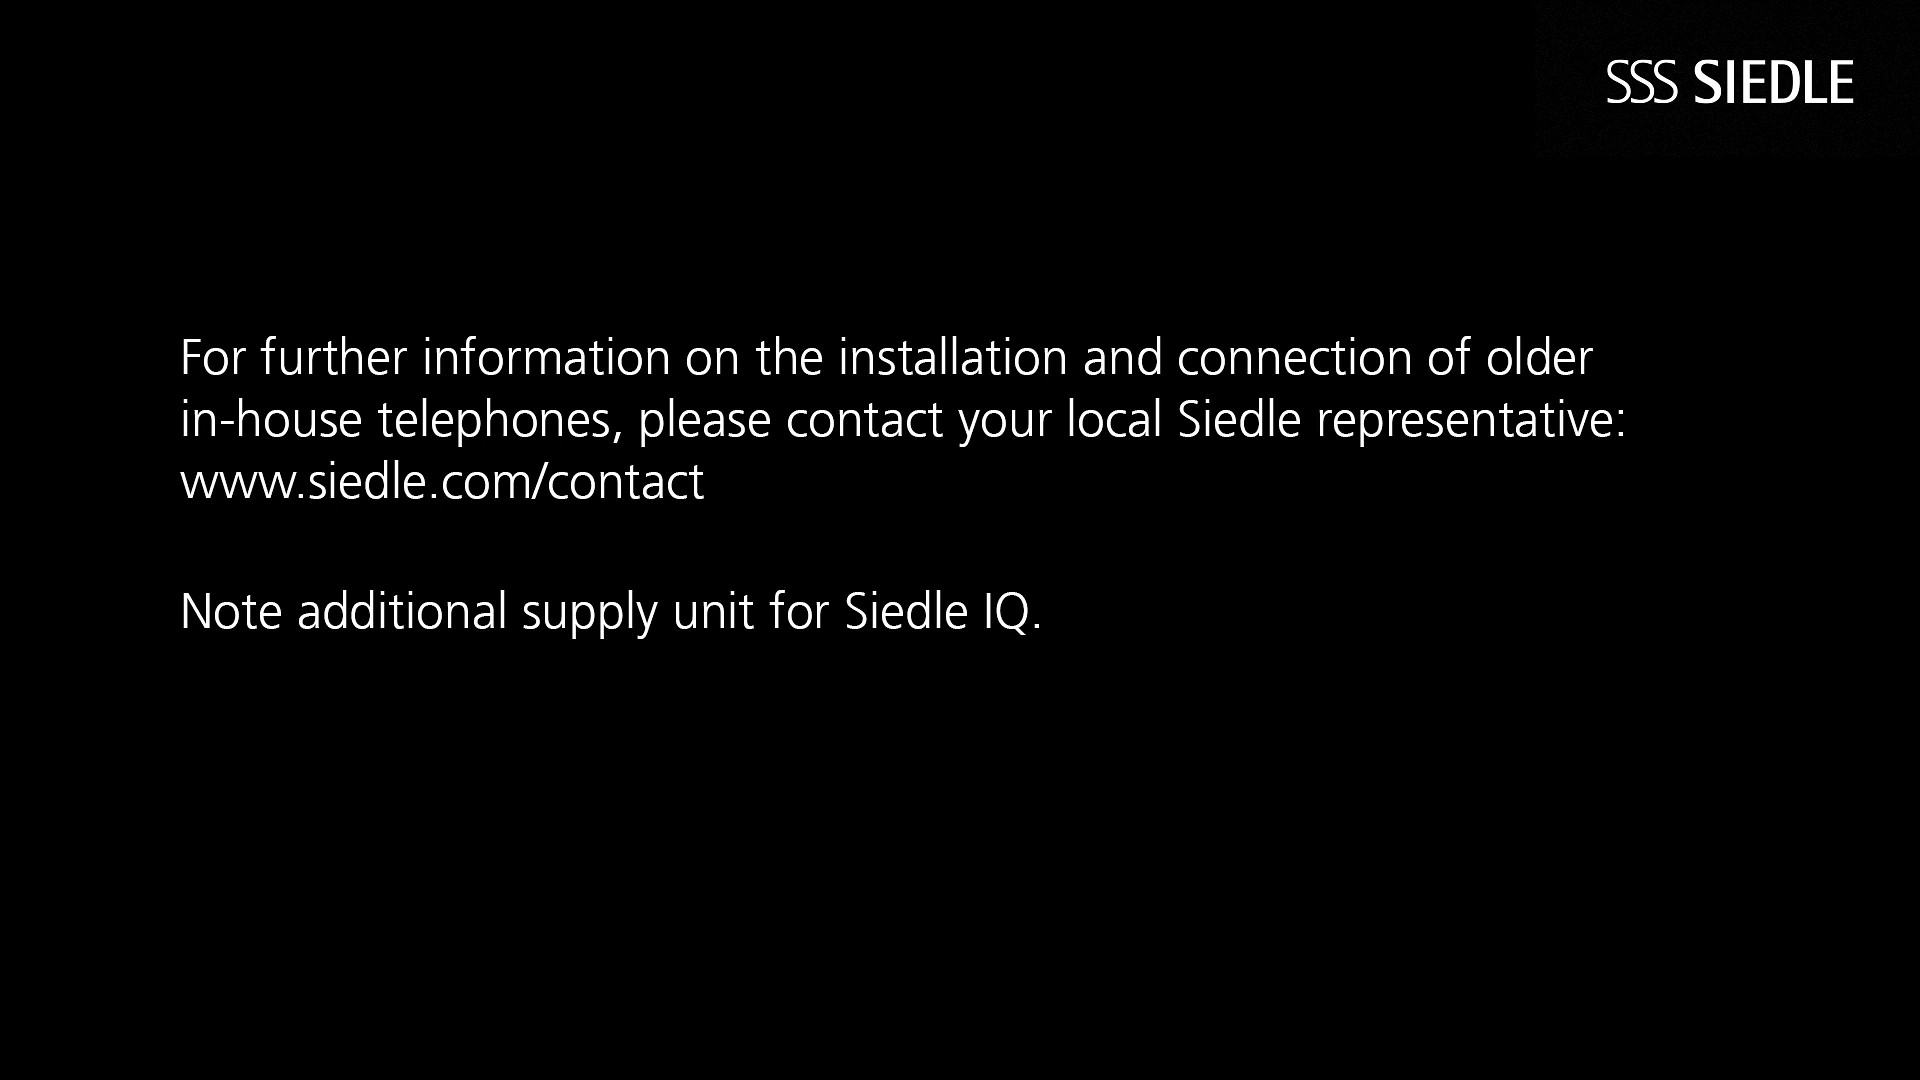 SSS SIEDLE
For further information on the installation and connection of older
in-house telephones, please contact your local Siedle representative:
www.siedle.com/contact
Note additional supply unit for Siedle IQ.